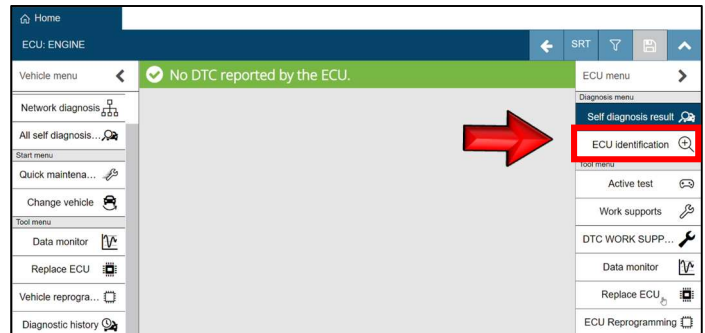 Home
ECU: ENGINE
SRT
Vehicle menu
No DTC reported by the ECU.
ECU menu
Network diagnosis
All self diagnosis...
Start menu
Quick maintena...
Change vehicle
Tool menu
Data monitor
Replace ECU
Vehicle reprogra...
Diagnostic history
Diagnosis menu
Self diagnosis result
ECU identification
Tool menu
Active test
Work supports
DTC WORK SUPP...
Data monitor
Replace ECU
ECU Reprogramming